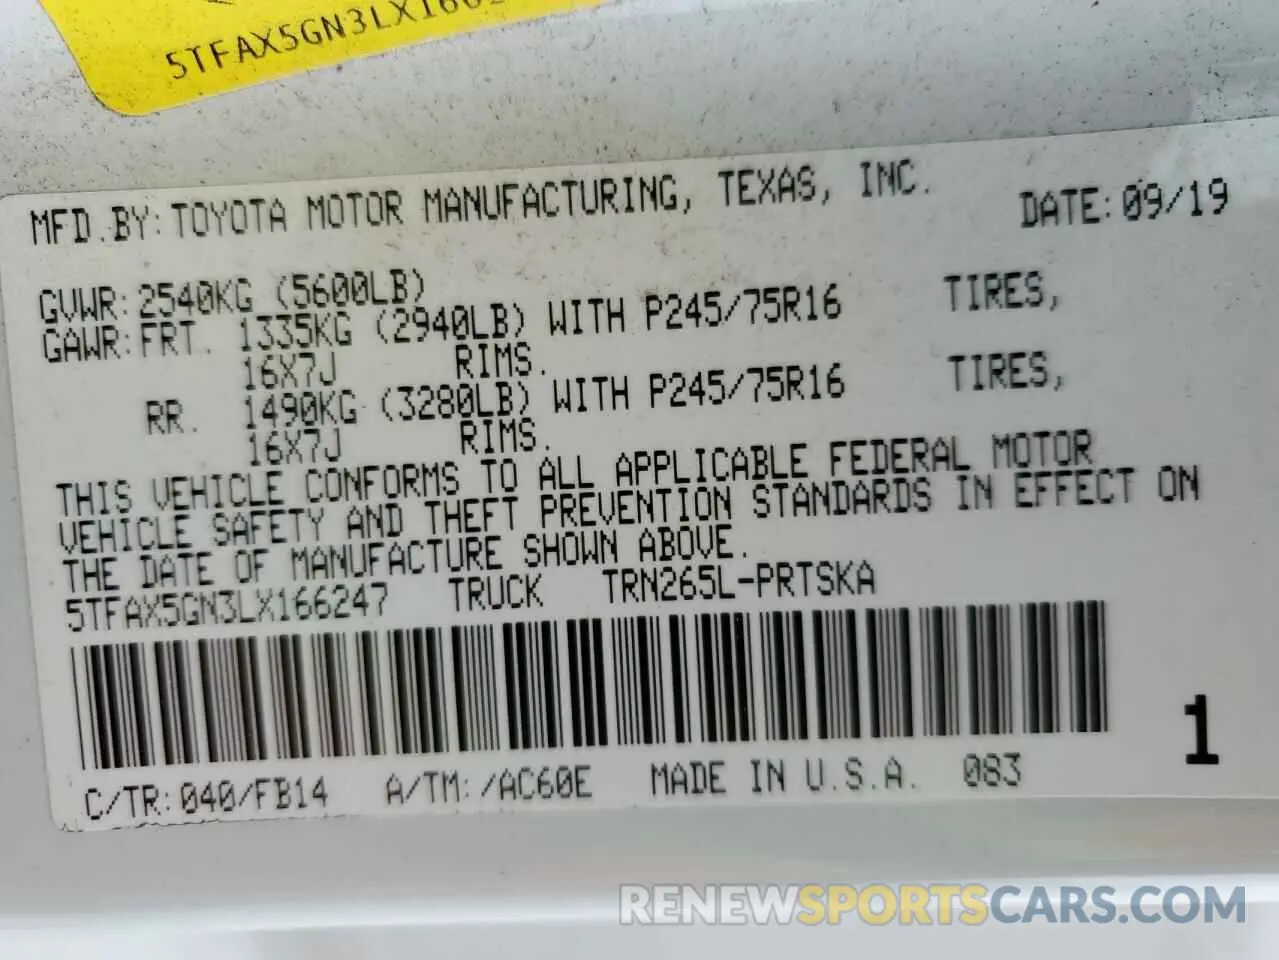 5TFAX5GN3LX166
MFD.BY:TOYOTA MOTOR MANUFACTURING, TEXAS, INC. DATE:09/19
GVWR:2540KG (5600LB)
GAWR:FRT. 1335KG (2940LB) WITH P245/75R16 TIRES,
16X7J RIMS.
RR. 1490KG (3280LB) WITH P245/75R16 TIRES,
16X7J RIMS.
THIS VEHICLE CONFORMS TO ALL APPLICABLE FEDERAL MOTOR
VEHICLE SAFETY AND THEFT PREVENTION STANDARDS IN EFFECT ON
THE DATE OF MANUFACTURE SHOWN ABOVE.
5TFAX5GN3LX166247 TRUCK TRN265L-PRTSKA
1
C/TR:040/FB14 A/TM:/AC60E MADE IN U.S.A. 083
RENEWSPORTSCARS.COM